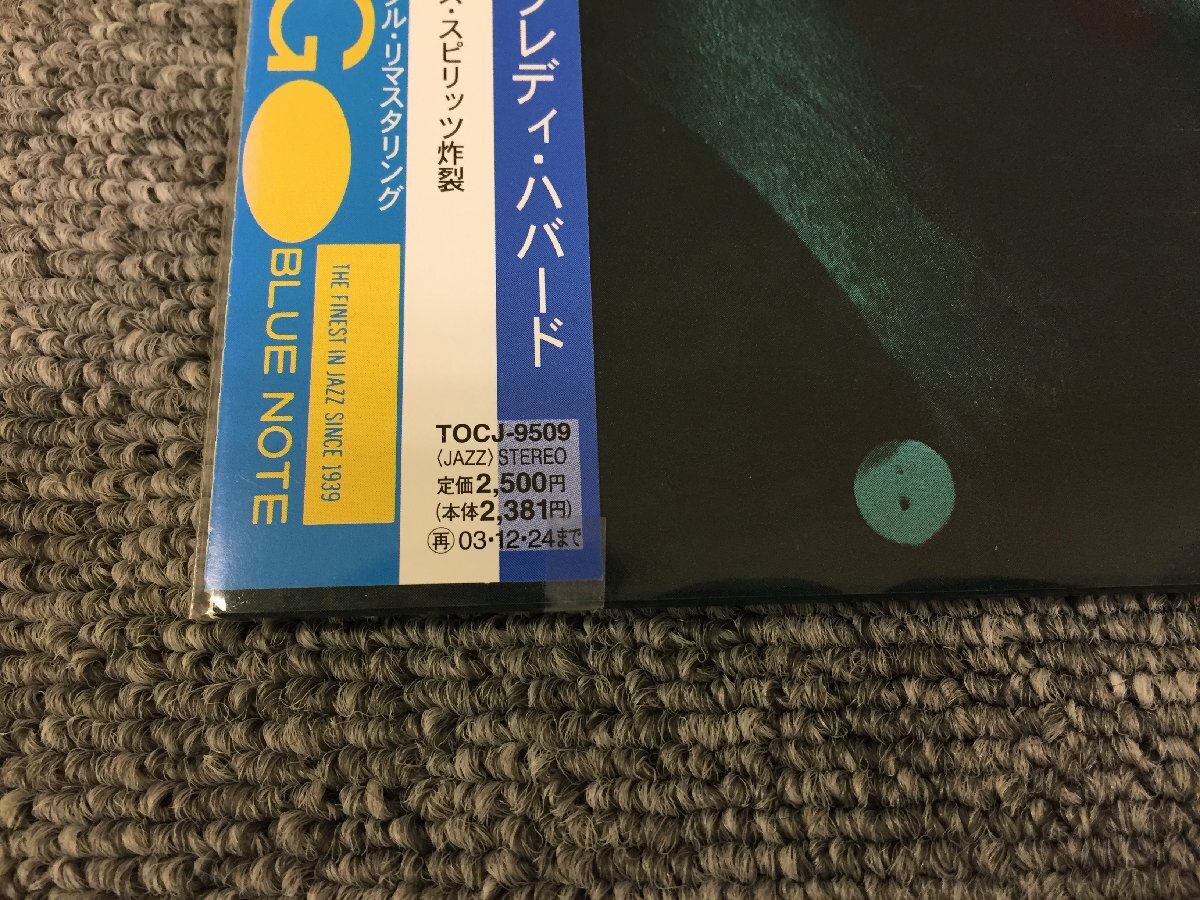 レディ・ハバード
ス・スピリッツ炸裂
ル・リマスタリング
G
BLUE NOTE
THE FINEST IN JAZZ SINCE 1939
TOCJ-9509
〈JAZZ〉STEREO
定価2,500円
(本体2,381円)
再 03・12・24まで